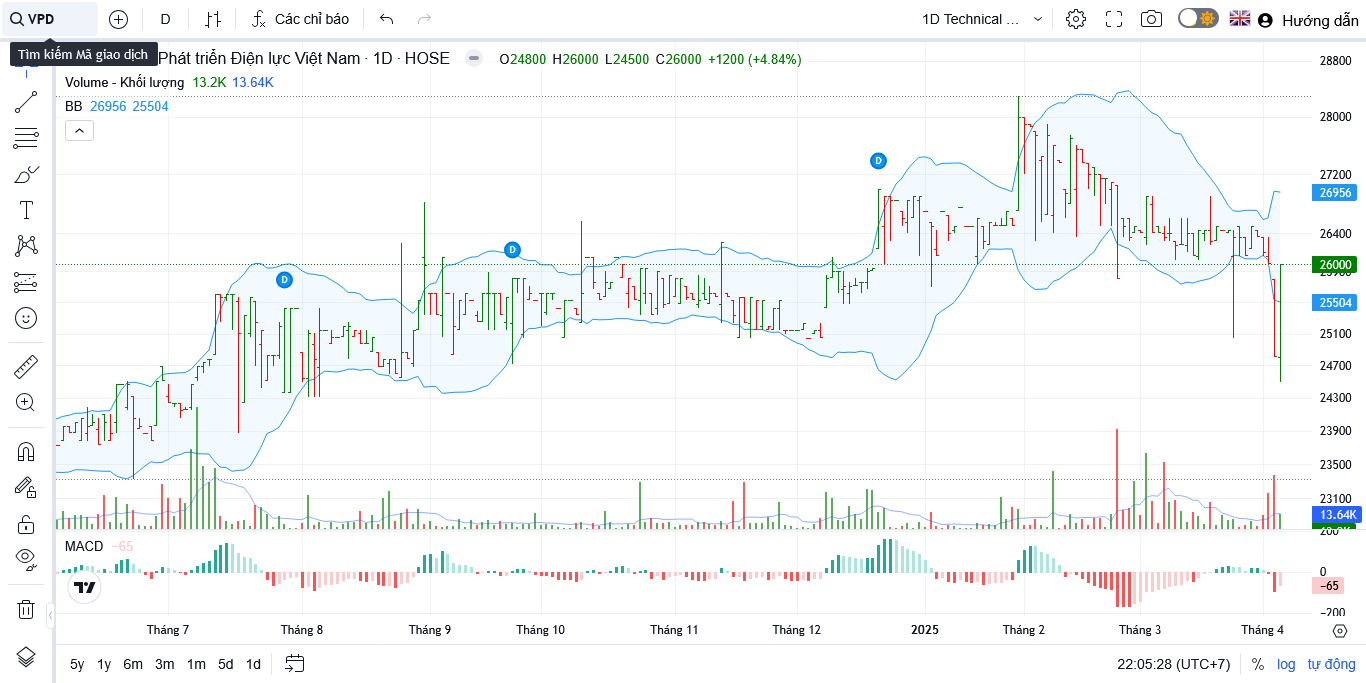 VPD D Các chỉ báo 1D Technical ... Hướng dẫn
Tìm kiếm Mã giao dịch
Phát triển Điện lực Việt Nam · 1D · HOSE O24800 H26000 L24500 C26000 +1200 (+4.84%)
Volume - Khối lượng 13.2K 13.64K
BB 26956 25504
D
D
D
28800
28000
27200
26956
26400
26000
25504
25100
24700
24300
23900
23500
23100
13.64K
MACD −65
200
0
−65
−200
Tháng 7 Tháng 8 Tháng 9 Tháng 10 Tháng 11 Tháng 12 2025 Tháng 2 Tháng 3 Tháng 4
5y 1y 6m 3m 1m 5d 1d 22:05:28 (UTC+7) % log tự động